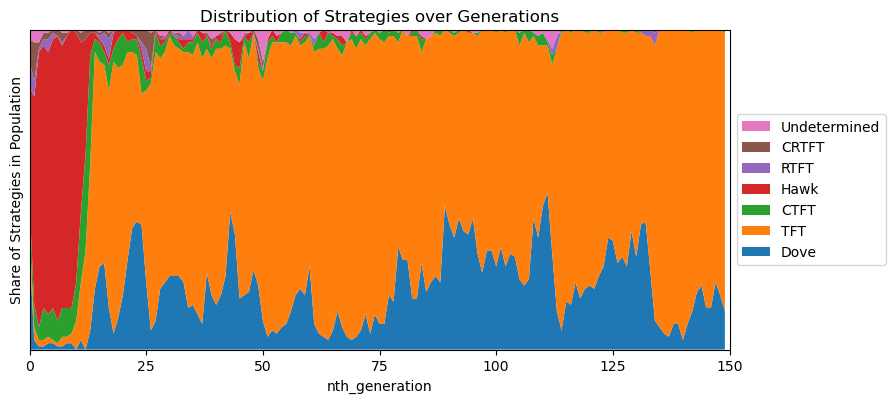 Distribution of Strategies over Generations
Share of Strategies in Population
Undetermined
CRTFT
RTFT
Hawk
CTFT
TFT
Dove
0 25 50 75 100 125 150
nth_generation